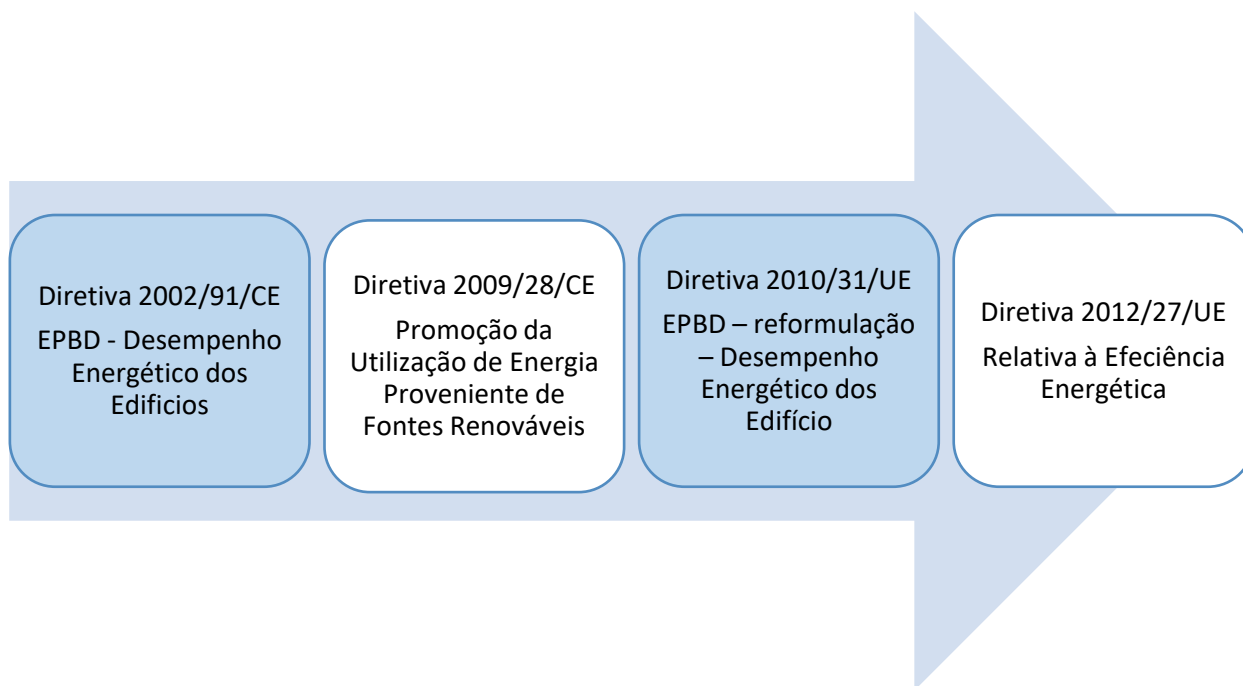 Diretiva 2002/91/CE
EPBD - Desempenho
Energético dos
Edificios
Diretiva 2009/28/CE
Promoção da
Utilização de Energia
Proveniente de
Fontes Renováveis
Diretiva 2010/31/UE
EPBD – reformulação
– Desempenho
Energético dos
Edifício
Diretiva 2012/27/UE
Relativa à Efeciência
Energética